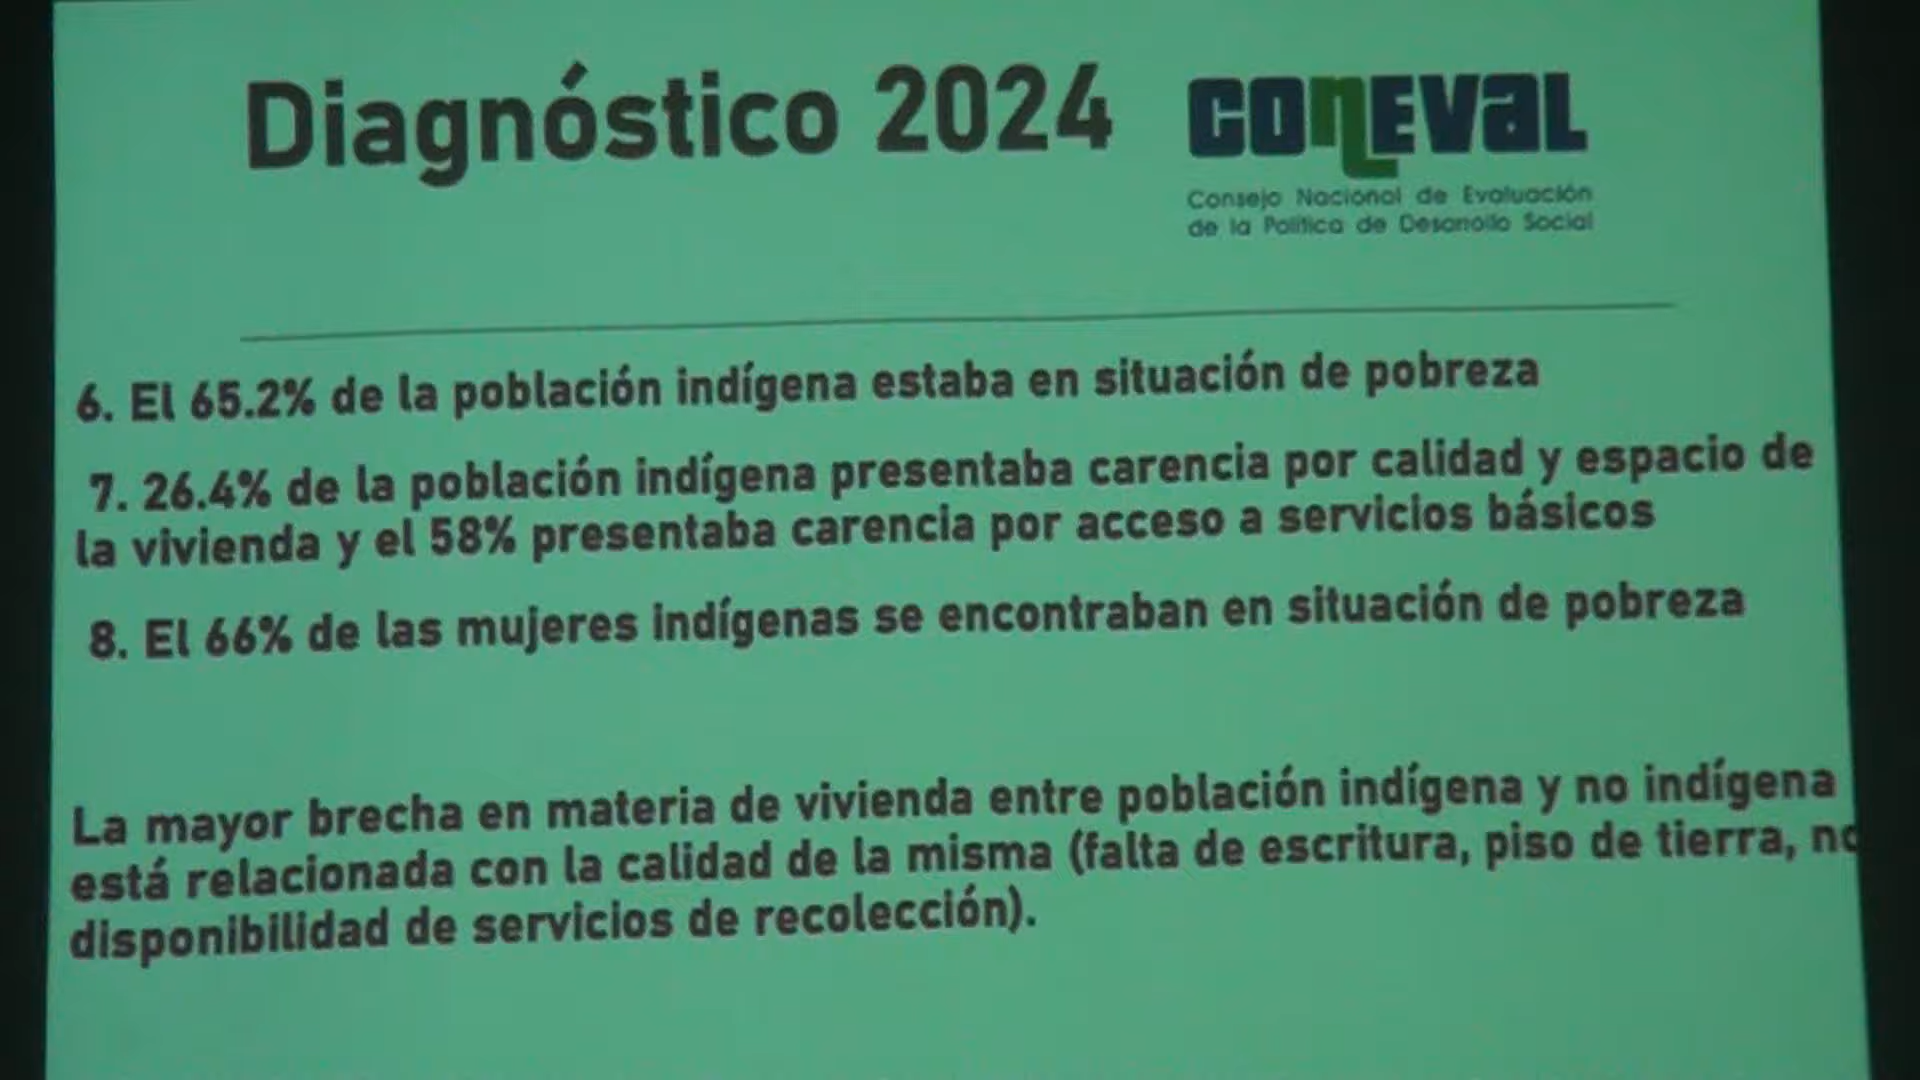 Diagnóstico 2024
CONEVAL
Consejo Nacional de Evaluación
de la Política de Desarrollo Social
6. El 65.2% de la población indígena estaba en situación de pobreza
7. 26.4% de la población indígena presentaba carencia por calidad y espacio de
la vivienda y el 58% presentaba carencia por acceso a servicios básicos
8. El 66% de las mujeres indígenas se encontraban en situación de pobreza
La mayor brecha en materia de vivienda entre población indígena y no indígena
está relacionada con la calidad de la misma (falta de escritura, piso de tierra, no
disponibilidad de servicios de recolección).